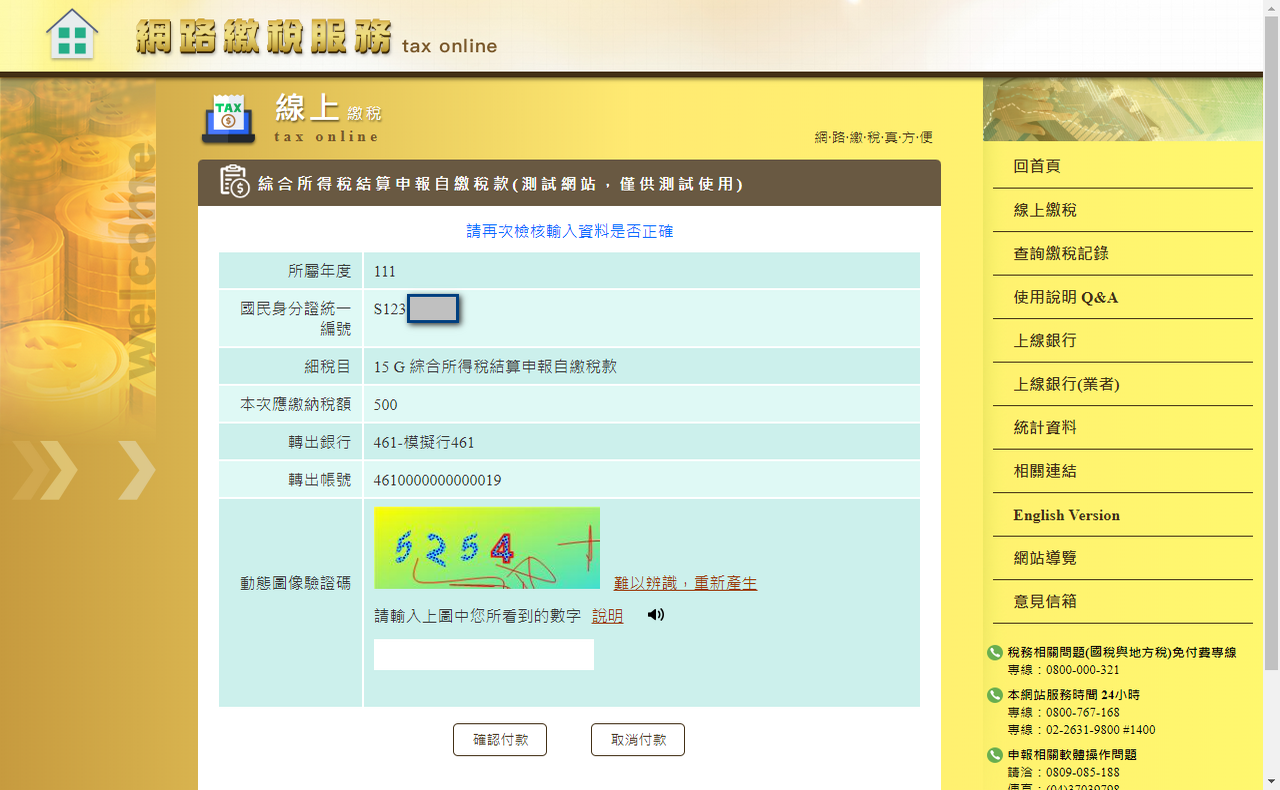 網路繳稅服務 tax online
線上 繳稅
tax online
網‧路‧繳‧稅‧真‧方‧便
welcome
TAX
綜合所得稅結算申報自繳稅款(測試網站，僅供測試使用)
請再次檢核輸入資料是否正確
所屬年度 111
國民身分證統一編號 S123
細稅目 15 G 綜合所得稅結算申報自繳稅款
本次應繳納稅額 500
轉出銀行 461-模擬行461
轉出帳號 4610000000000019
動態圖像驗證碼 5254 難以辨識，重新產生
請輸入上圖中您所看到的數字 說明
確認付款 取消付款
回首頁
線上繳稅
查詢繳稅記錄
使用說明 Q&A
上線銀行
上線銀行(業者)
統計資料
相關連結
English Version
網站導覽
意見信箱
稅務相關問題(國稅與地方稅)免付費專線
專線：0800-000-321
本網站服務時間 24小時
專線：0800-767-168
專線：02-2631-9800 #1400
申報相關軟體操作問題
請洽：0809-085-188
傳真：(04)37039798